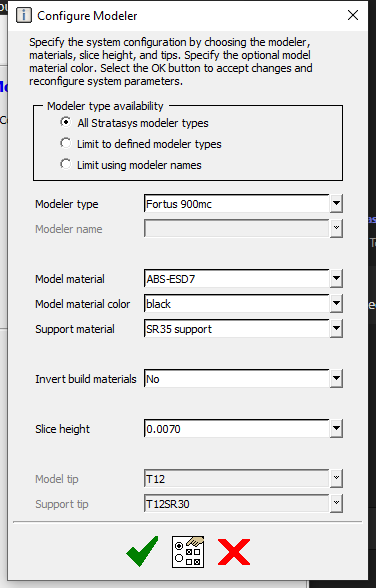 Configure Modeler
Specify the system configuration by choosing the modeler,
materials, slice height, and tips. Specify the optional model
material color. Select the OK button to accept changes and
reconfigure system parameters.
Modeler type availability
All Stratasys modeler types
Limit to defined modeler types
Limit using modeler names
Modeler type Fortus 900mc
Modeler name
Model material ABS-ESD7
Model material color black
Support material SR35 support
Invert build materials No
Slice height 0.0070
Model tip T12
Support tip T12SR30